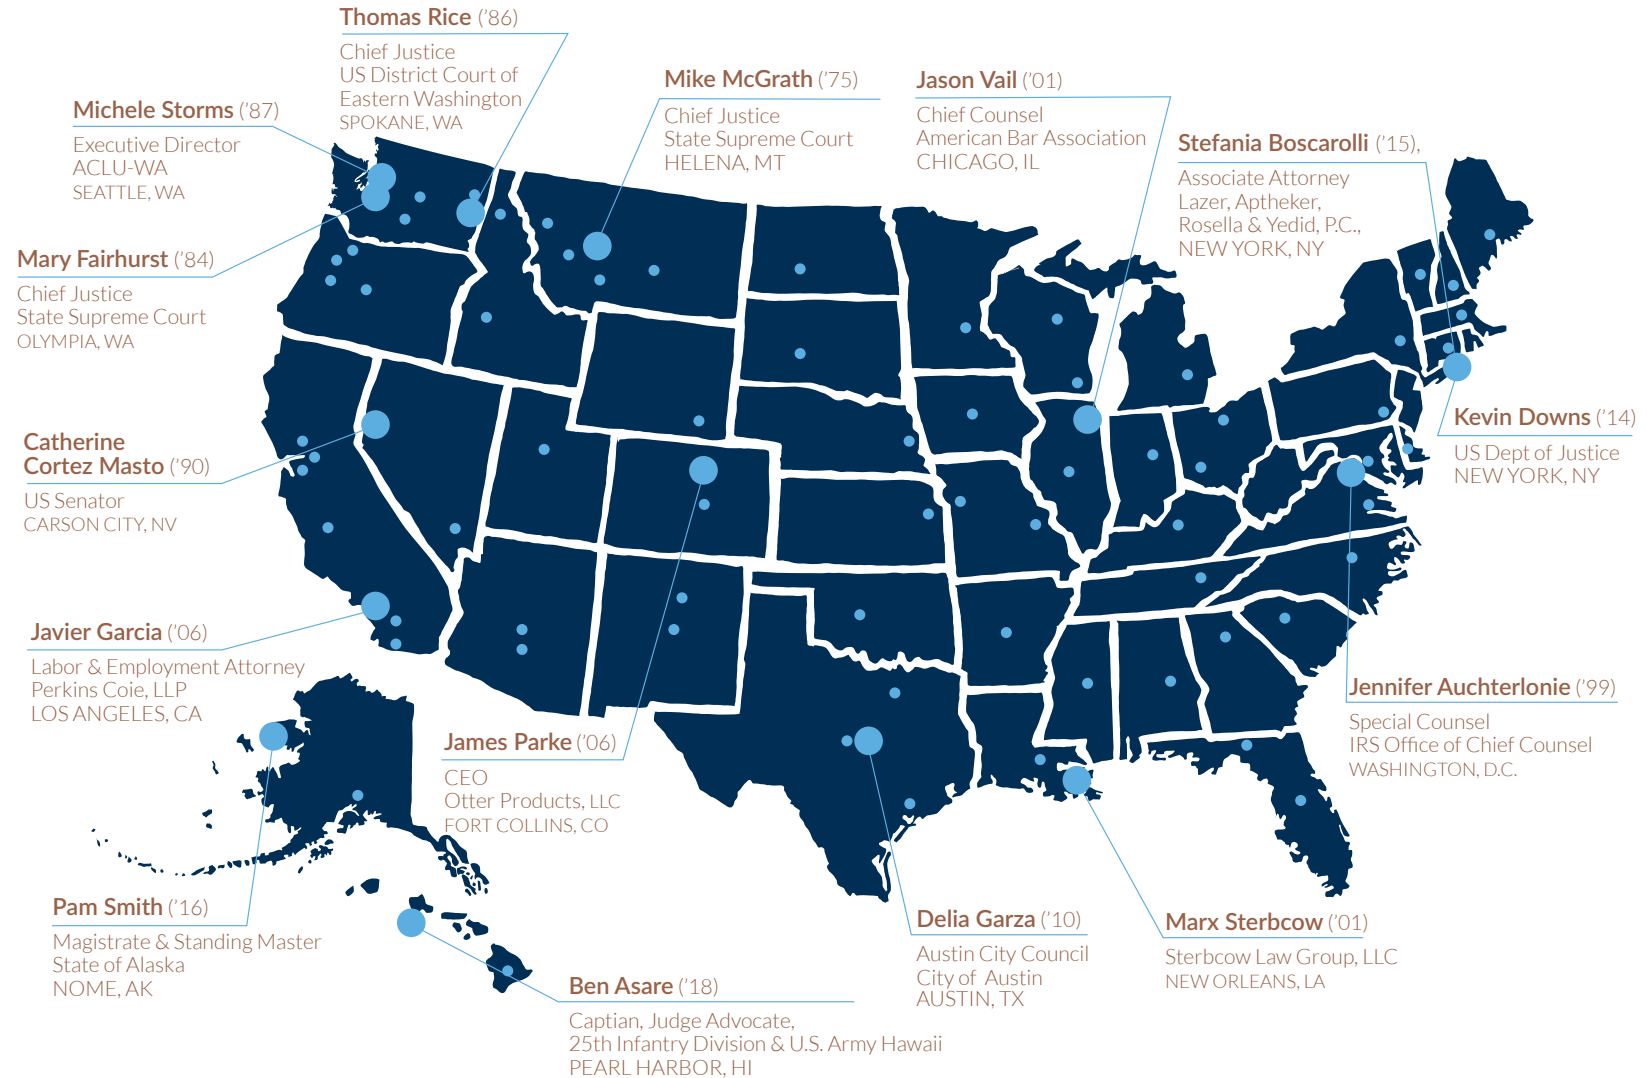 Thomas Rice (’86)
Chief Justice
US District Court of
Eastern Washington
SPOKANE, WA
Michele Storms (’87)
Executive Director
ACLU-WA
SEATTLE, WA
Mike McGrath (’75)
Chief Justice
State Supreme Court
HELENA, MT
Jason Vail (’01)
Chief Counsel
American Bar Association
CHICAGO, IL
Stefania Boscarolli (’15),
Associate Attorney
Lazer, Aptheker,
Rosella & Yedid, P.C.,
NEW YORK, NY
Mary Fairhurst (’84)
Chief Justice
State Supreme Court
OLYMPIA, WA
Kevin Downs (’14)
US Dept of Justice
NEW YORK, NY
Catherine
Cortez Masto (’90)
US Senator
CARSON CITY, NV
Javier Garcia (’06)
Labor & Employment Attorney
Perkins Coie, LLP
LOS ANGELES, CA
Jennifer Auchterlonie (’99)
Special Counsel
IRS Office of Chief Counsel
WASHINGTON, D.C.
James Parke (’06)
CEO
Otter Products, LLC
FORT COLLINS, CO
Pam Smith (’16)
Magistrate & Standing Master
State of Alaska
NOME, AK
Delia Garza (’10)
Austin City Council
City of Austin
AUSTIN, TX
Marx Sterbcow (’01)
Sterbcow Law Group, LLC
NEW ORLEANS, LA
Ben Asare (’18)
Captian, Judge Advocate,
25th Infantry Division & U.S. Army Hawaii
PEARL HARBOR, HI